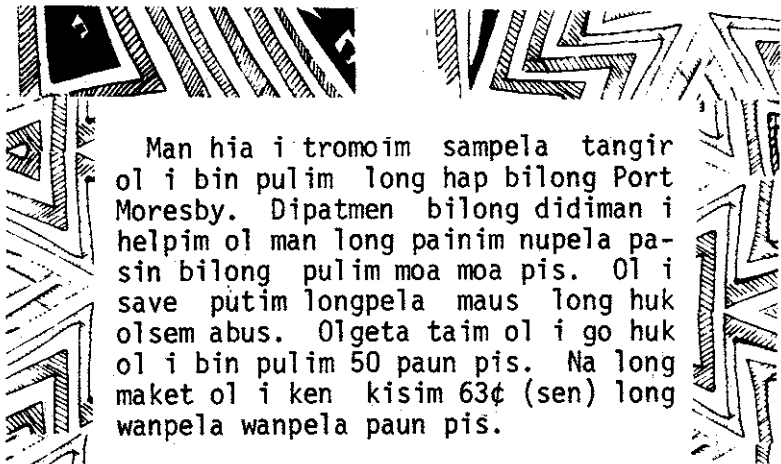 Man hia i tromoim sampela tangir
ol i bin pulim long hap bilong Port
Moresby. Dipatmen bilong didiman i
helpim ol man long painim nupela pa-
sin bilong pulim moa moa pis. Ol i
save putim longpela maus long huk
olsem abus. Olgeta taim ol i go huk
ol i bin pulim 50 paun pis. Na long
maket ol i ken kisim 63¢ (sen) long
wanpela wanpela paun pis.